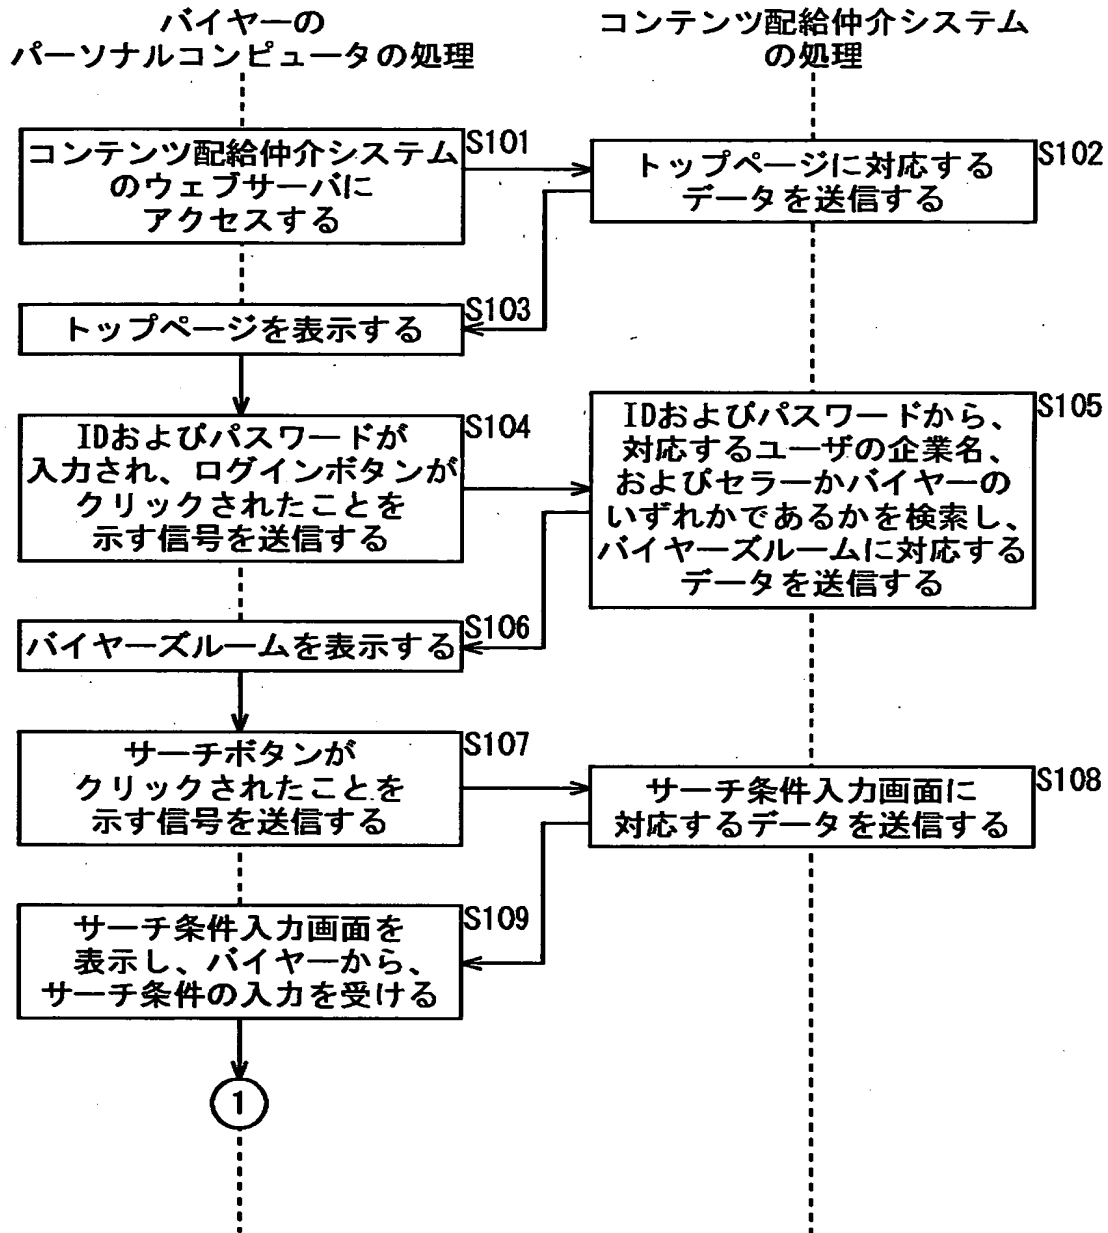 バイヤーの
パーソナルコンピュータの処理
コンテンツ配給仲介システム
の処理
コンテンツ配給仲介システム
のウェブサーバに
アクセスする
S101
トップページに対応する
データを送信する
S102
トップページを表示する
S103
IDおよびパスワードが
入力され、ログインボタンが
クリックされたことを
示す信号を送信する
S104
IDおよびパスワードから、
対応するユーザの企業名、
およびセラーかバイヤーの
いずれかであるかを検索し、
バイヤーズルームに対応する
データを送信する
S105
バイヤーズルームを表示する
S106
サーチボタンが
クリックされたことを
示す信号を送信する
S107
サーチ条件入力画面に
対応するデータを送信する
S108
サーチ条件入力画面を
表示し、バイヤーから、
サーチ条件の入力を受ける
S109
1